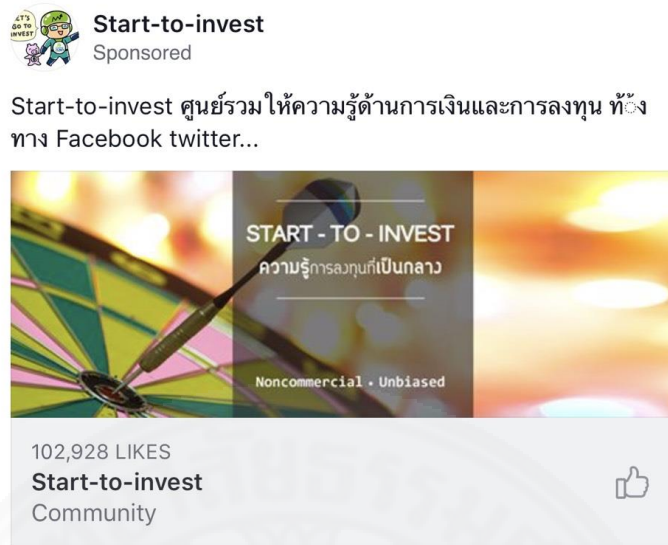 LET'S
GO TO
INVEST
Start-to-invest
Sponsored
Start-to-invest ศูนย์รวมให้ความรู้ด้านการเงินและการลงทุน ท้ั้ง
ทาง Facebook twitter...
START - TO - INVEST
ความรู้การลงทุนที่เป็นกลาง
Noncommercial • Unbiased
102,928 LIKES
Start-to-invest
Community